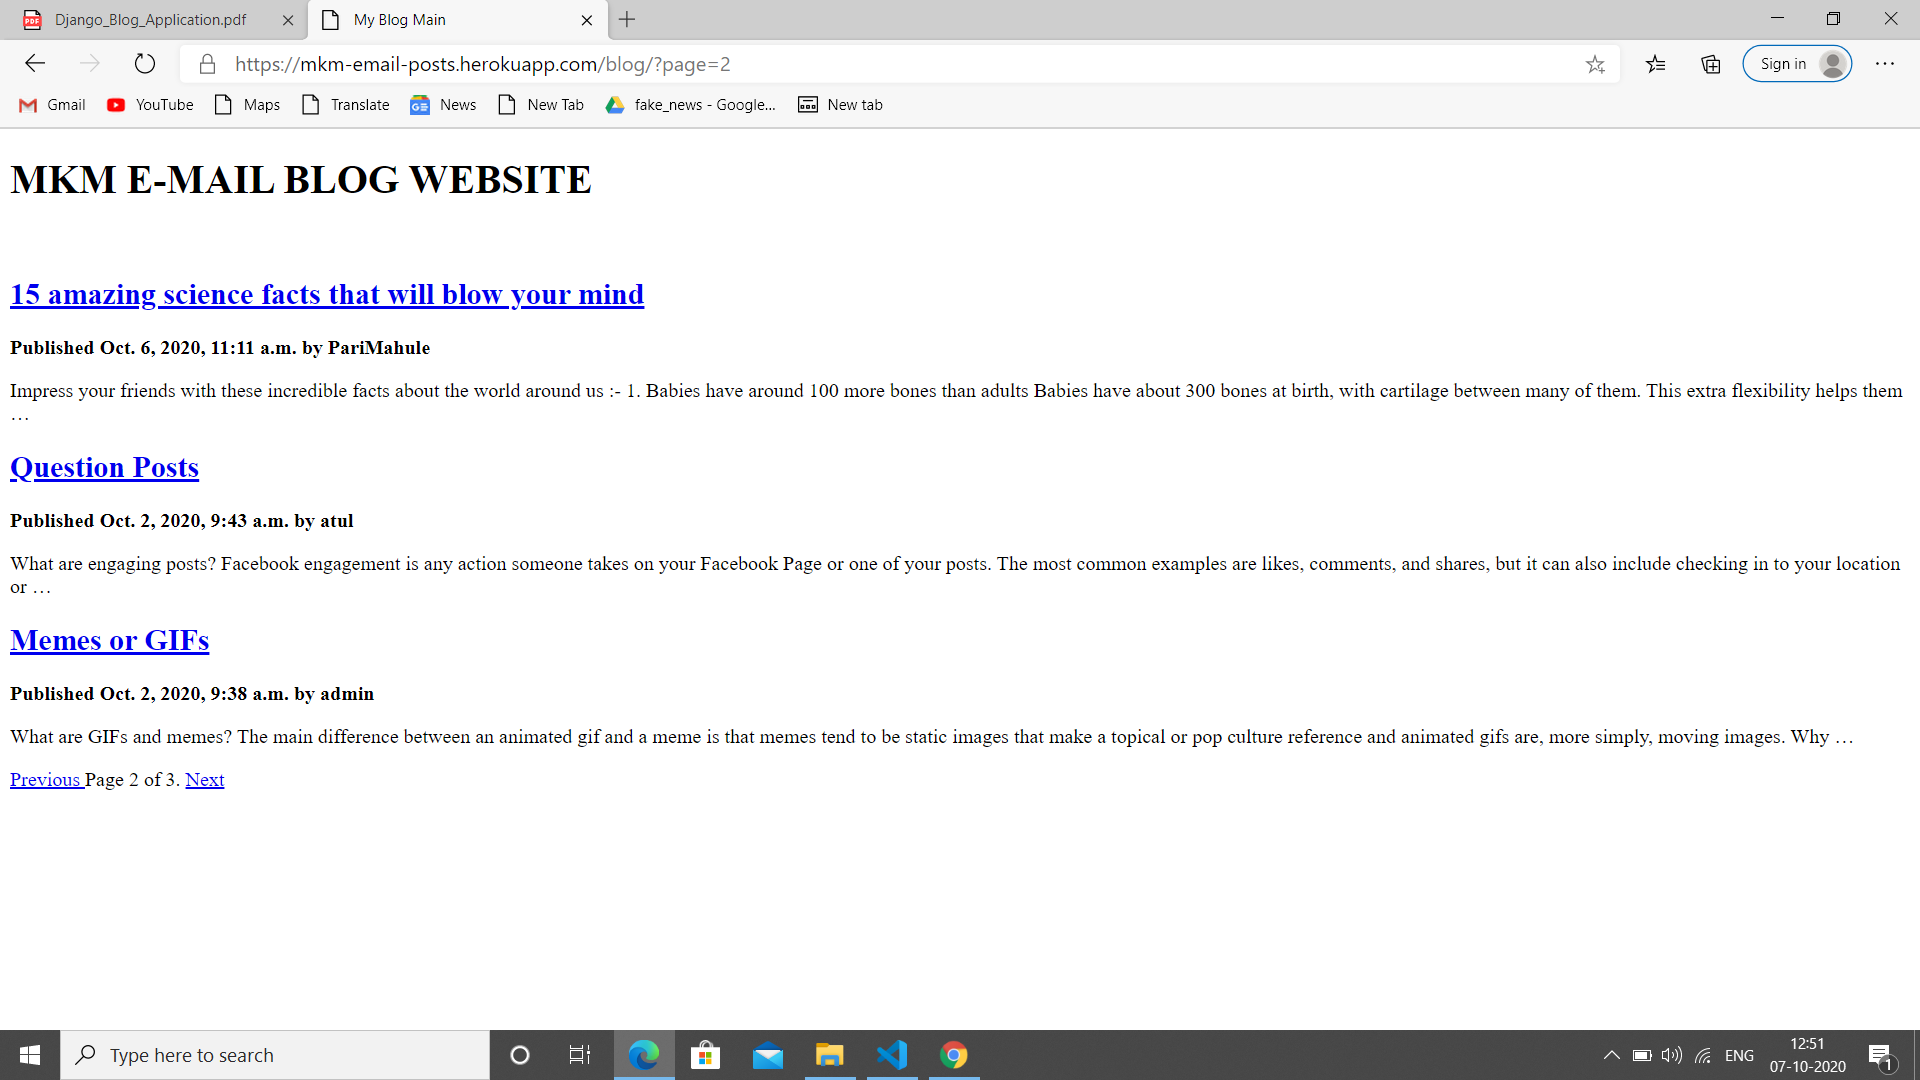 Django_Blog_Application.pdf
My Blog Main
https://mkm-email-posts.herokuapp.com/blog/?page=2
Sign in
Gmail
YouTube
Maps
Translate
News
New Tab
fake_news - Google...
New tab
MKM E-MAIL BLOG WEBSITE
15 amazing science facts that will blow your mind
Published Oct. 6, 2020, 11:11 a.m. by PariMahule
Impress your friends with these incredible facts about the world around us :- 1. Babies have around 100 more bones than adults Babies have about 300 bones at birth, with cartilage between many of them. This extra flexibility helps them
…
Question Posts
Published Oct. 2, 2020, 9:43 a.m. by atul
What are engaging posts? Facebook engagement is any action someone takes on your Facebook Page or one of your posts. The most common examples are likes, comments, and shares, but it can also include checking in to your location
or …
Memes or GIFs
Published Oct. 2, 2020, 9:38 a.m. by admin
What are GIFs and memes? The main difference between an animated gif and a meme is that memes tend to be static images that make a topical or pop culture reference and animated gifs are, more simply, moving images. Why …
Previous Page 2 of 3. Next
Type here to search
ENG
12:51
07-10-2020
1